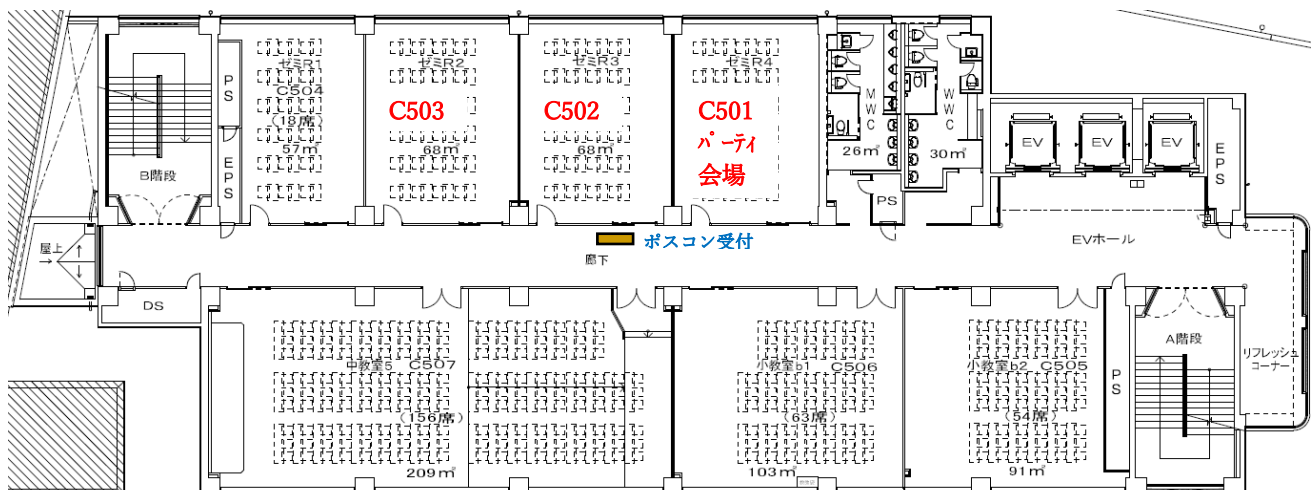 ゼミR1
ゼミR2
ゼミR3
ゼミR4
C504
(18席)
57㎡
C503
68㎡
C502
68㎡
C501
パーティ
会場
PS
EPS
B階段
MWC
26㎡
WWC
30㎡
PS
EV
EV
EV
EPS
屋上
ポスコン受付
廊下
EVホール
DS
中教室5 C507
(156席)
209㎡
小教室b1 C506
(63席)
103㎡
小教室b2 C505
(54席)
91㎡
PS
A階段
リフレッシュ
コーナー